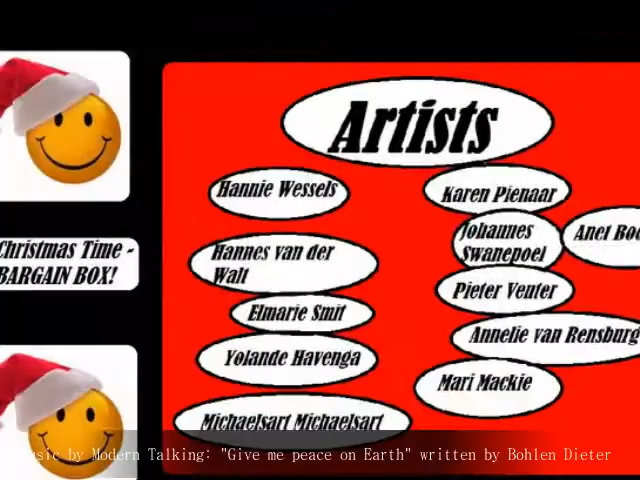 Artists
Hannie Wessels
Karen Pienaar
Johannes
Swanepoel
Anel
Christmas Time -
BARGAIN BOX!
Hannes van der
Walt
Pieter Venter
Elmarie Smit
Annelie van Rensburg
Yolande Havenga
Mari Mackie
Michaelsart Michaelsart
by Modern Talking: "Give me peace on Earth" written by Bohlen Dieter